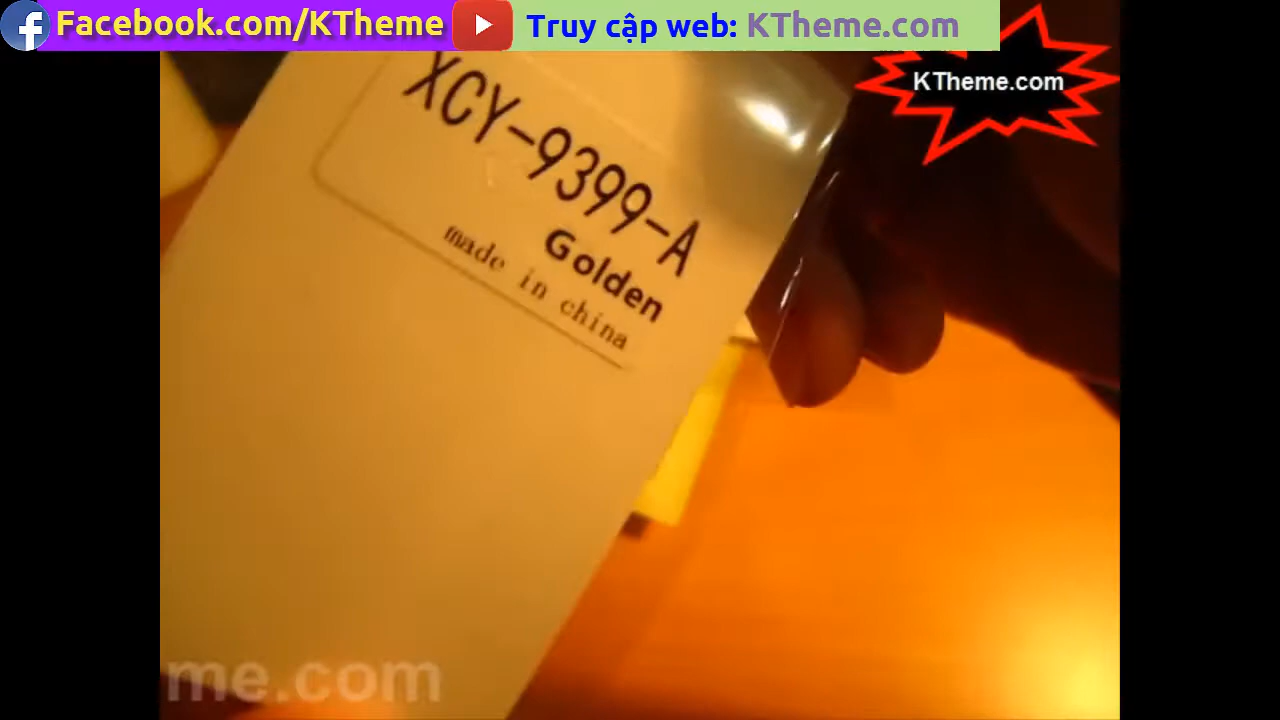 Facebook.com/KTheme
Truy cập web: KTheme.com
KTheme.com
XCY-9399-A
Golden
made in china
me.com